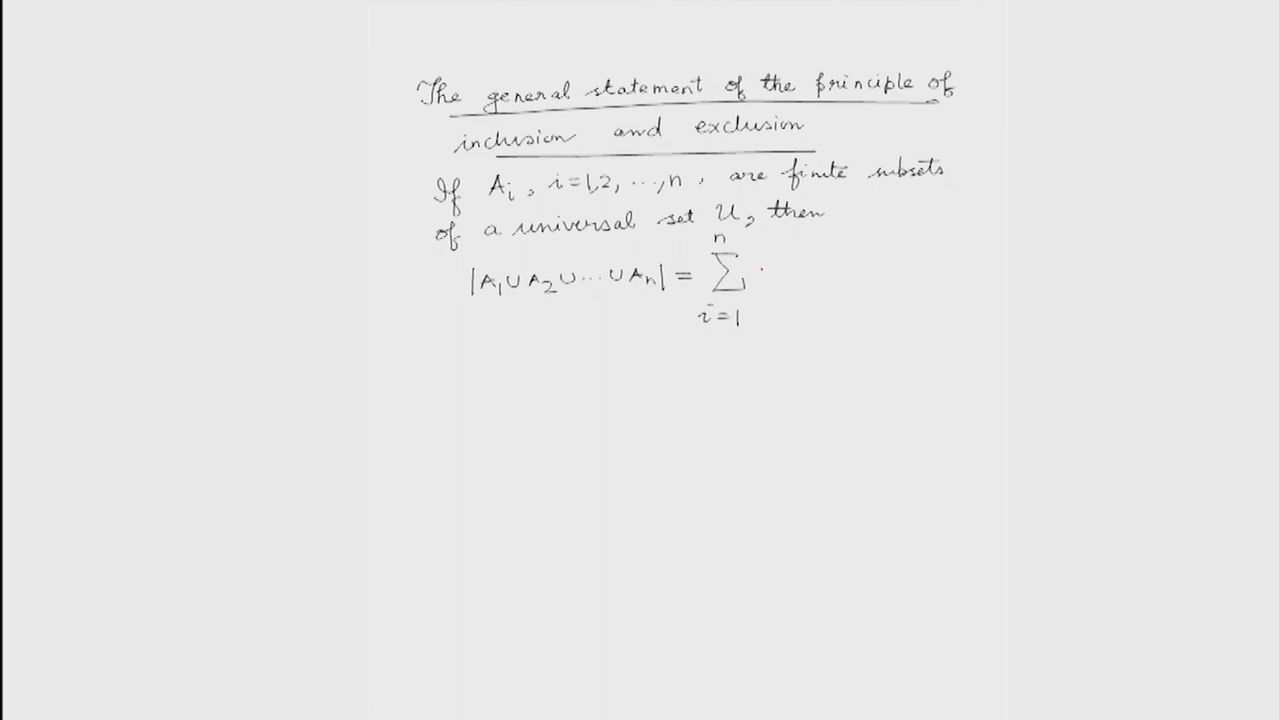 The general statement of the principle of
inclusion and exclusion
If Aᵢ, i=1,2, ..., n, are finite subsets
of a universal set U, then
|A₁∪A₂∪...∪Aₙ| = ∑ⁿᵢ₌₁